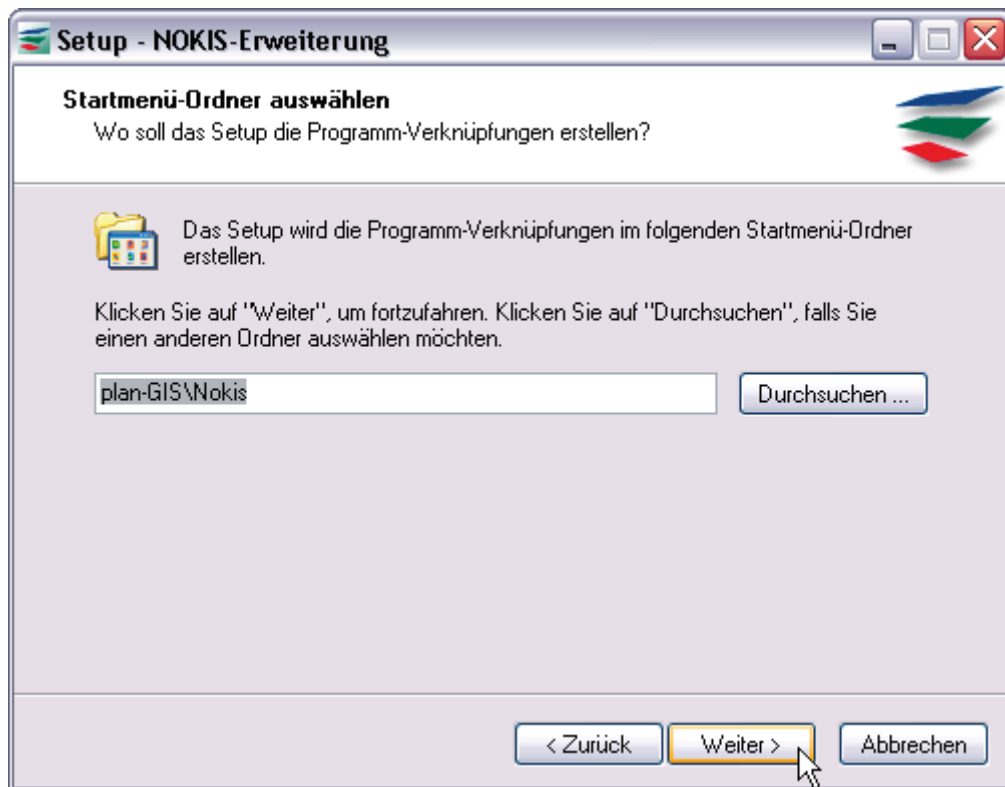 Setup - NOKIS-Erweiterung
Startmenü-Ordner auswählen
Wo soll das Setup die Programm-Verknüpfungen erstellen?
Das Setup wird die Programm-Verknüpfungen im folgenden Startmenü-Ordner
erstellen.
Klicken Sie auf "Weiter", um fortzufahren. Klicken Sie auf "Durchsuchen", falls Sie
einen anderen Ordner auswählen möchten.
plan-GIS\Nokis
Durchsuchen ...
< Zurück
Weiter >
Abbrechen